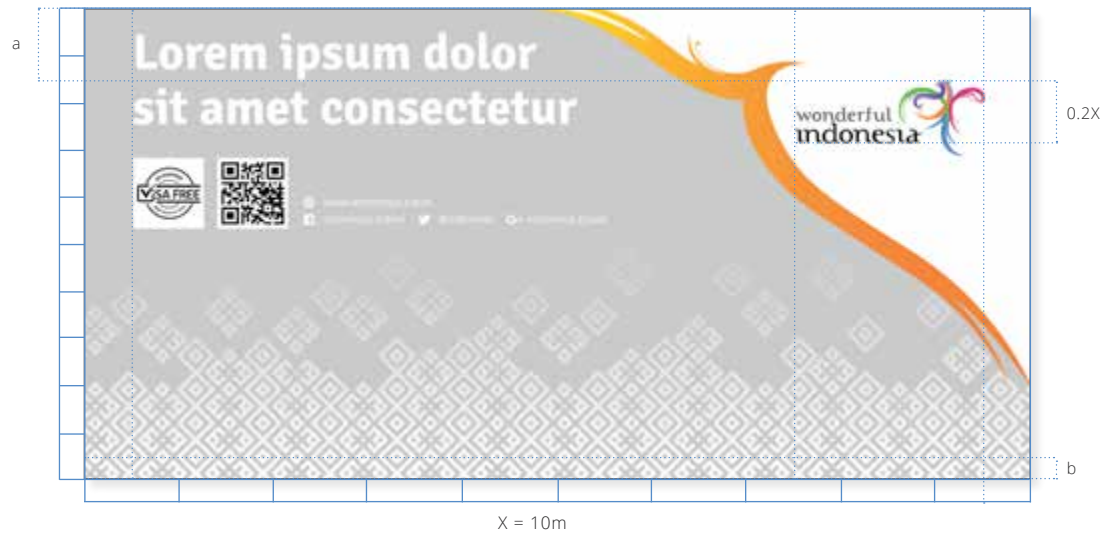 a
Lorem ipsum dolor
sit amet consectetur
wonderful
indonesia
0.2X
VISA FREE
b
X = 10m